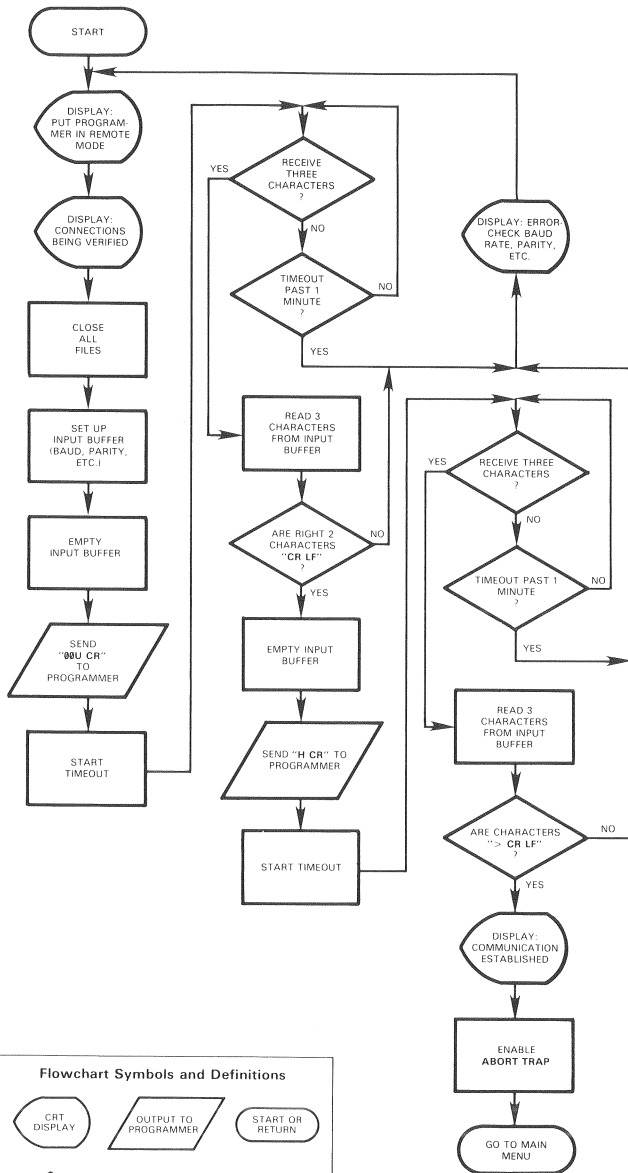 START
DISPLAY:
PUT PROGRAM-
MER IN REMOTE
MODE
DISPLAY:
CONNECTIONS
BEING VERIFIED
CLOSE
ALL
FILES
SET UP
INPUT BUFFER
(BAUD, PARITY,
ETC.)
EMPTY
INPUT BUFFER
SEND
"00U CR"
TO
PROGRAMMER
START
TIMEOUT
RECEIVE
THREE
CHARACTERS
?
YES
NO
TIMEOUT
PAST 1
MINUTE
?
NO
YES
READ 3
CHARACTERS
FROM INPUT
BUFFER
ARE RIGHT 2
CHARACTERS
"CR LF"
?
NO
YES
EMPTY INPUT
BUFFER
SEND "H CR" TO
PROGRAMMER
START TIMEOUT
DISPLAY: ERROR-
CHECK BAUD
RATE, PARITY,
ETC.
RECEIVE THREE
CHARACTERS
?
YES
NO
TIMEOUT PAST 1
MINUTE
?
NO
YES
READ 3
CHARACTERS
FROM INPUT
BUFFER
ARE CHARACTERS
"> CR LF"
?
NO
YES
DISPLAY:
COMMUNICATION
ESTABLISHED
ENABLE
ABORT TRAP
GO TO MAIN
MENU
Flowchart Symbols and Definitions
CRT
DISPLAY
OUTPUT TO
PROGRAMMER
START OR
RETURN